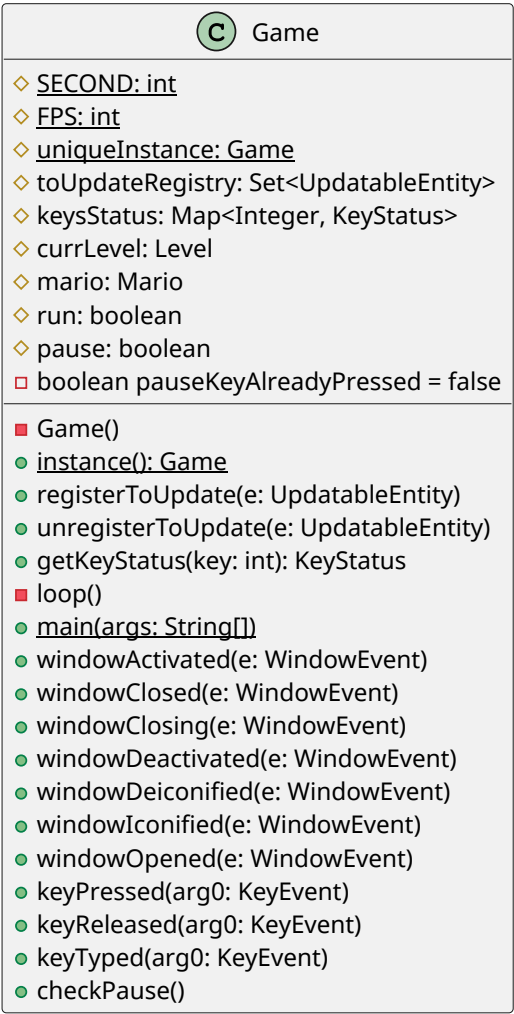 C Game
SECOND: int
FPS: int
uniqueInstance: Game
toUpdateRegistry: Set<UpdatableEntity>
keysStatus: Map<Integer, KeyStatus>
currLevel: Level
mario: Mario
run: boolean
pause: boolean
boolean pauseKeyAlreadyPressed = false
Game()
instance(): Game
registerToUpdate(e: UpdatableEntity)
unregisterToUpdate(e: UpdatableEntity)
getKeyStatus(key: int): KeyStatus
loop()
main(args: String[])
windowActivated(e: WindowEvent)
windowClosed(e: WindowEvent)
windowClosing(e: WindowEvent)
windowDeactivated(e: WindowEvent)
windowDeiconified(e: WindowEvent)
windowIconified(e: WindowEvent)
windowOpened(e: WindowEvent)
keyPressed(arg0: KeyEvent)
keyReleased(arg0: KeyEvent)
keyTyped(arg0: KeyEvent)
checkPause()